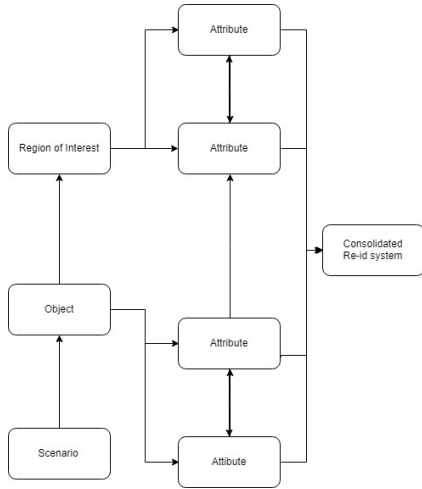 Attribute
Region of Interest
Attribute
Consolidated
Re-id system
Object
Attribute
Scenario
Attibute